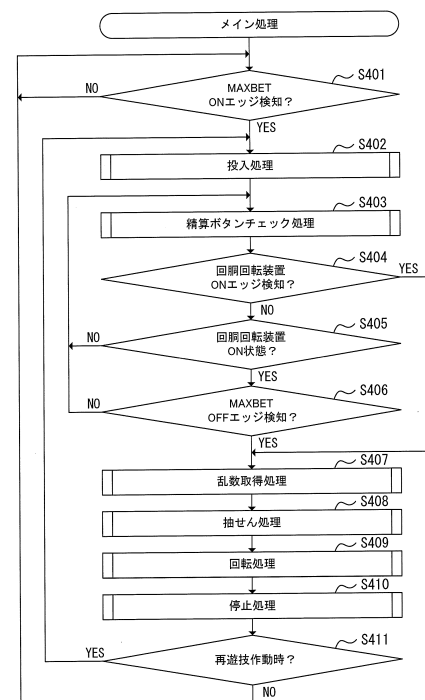 メイン処理
S401
MAXBET
ONエッジ検知？
NO
YES
S402
投入処理
S403
精算ボタンチェック処理
S404
回胴回転装置
ONエッジ検知？
YES
NO
S405
回胴回転装置
ON状態？
NO
YES
S406
MAXBET
OFFエッジ検知？
NO
YES
S407
乱数取得処理
S408
抽せん処理
S409
回転処理
S410
停止処理
S411
再遊技作動時？
YES
NO